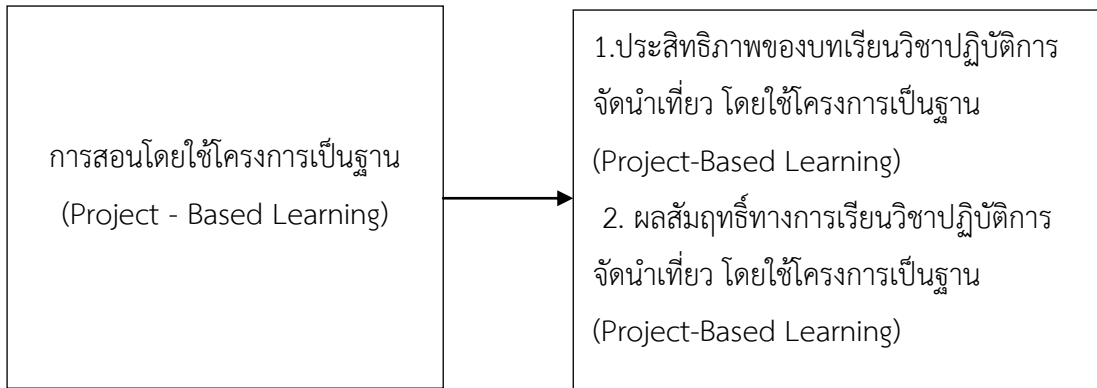 การสอนโดยใช้โครงการเป็นฐาน
(Project - Based Learning)
1.ประสิทธิภาพของบทเรียนวิชาปฏิบัติการ
จัดนำเที่ยว โดยใช้โครงการเป็นฐาน
(Project-Based Learning)
2. ผลสัมฤทธิ์ทางการเรียนวิชาปฏิบัติการ
จัดนำเที่ยว โดยใช้โครงการเป็นฐาน
(Project-Based Learning)